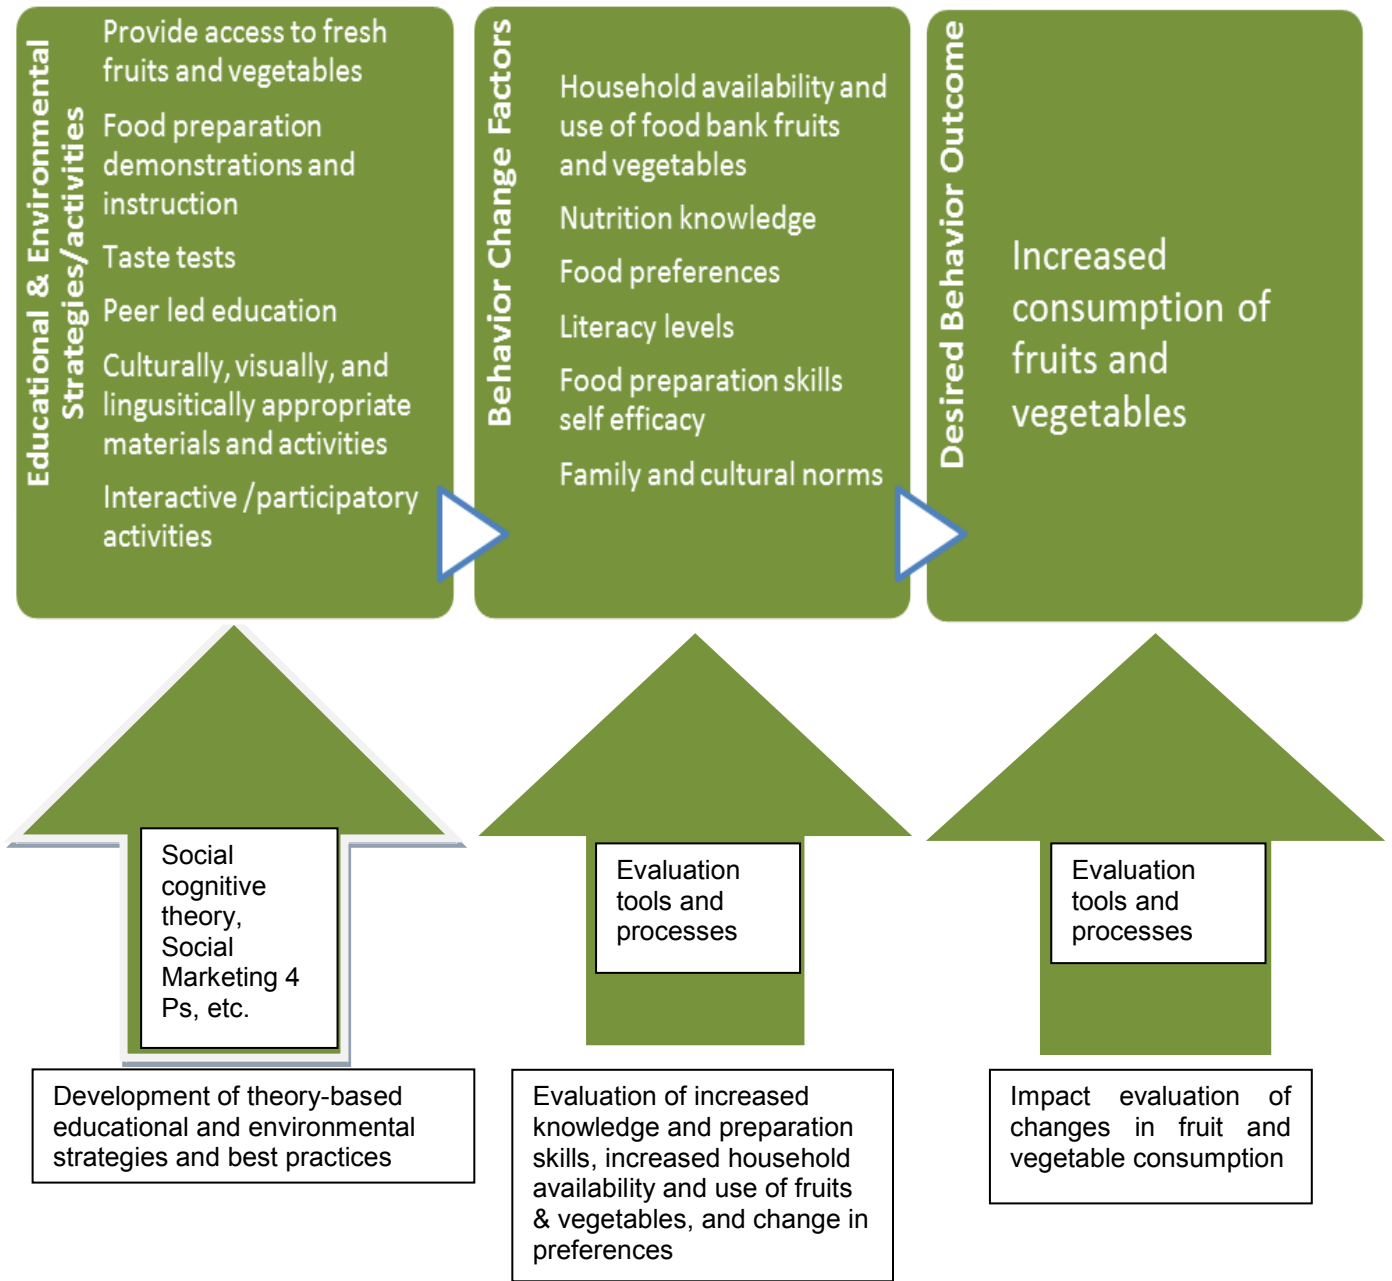 Educational & Environmental
Strategies/activities
Provide access to fresh
fruits and vegetables
Food preparation
demonstrations and
instruction
Taste tests
Peer led education
Culturally, visually, and
lingusitically appropriate
materials and activities
Interactive /participatory
activities
Behavior Change Factors
Household availability and
use of food bank fruits
and vegetables
Nutrition knowledge
Food preferences
Literacy levels
Food preparation skills
self efficacy
Family and cultural norms
Desired Behavior Outcome
Increased
consumption of
fruits and
vegetables
Social
cognitive
theory,
Social
Marketing 4
Ps, etc.
Evaluation
tools and
processes
Evaluation
tools and
processes
Development of theory-based
educational and environmental
strategies and best practices
Evaluation of increased
knowledge and preparation
skills, increased household
availability and use of fruits
& vegetables, and change in
preferences
Impact evaluation of
changes in fruit and
vegetable consumption